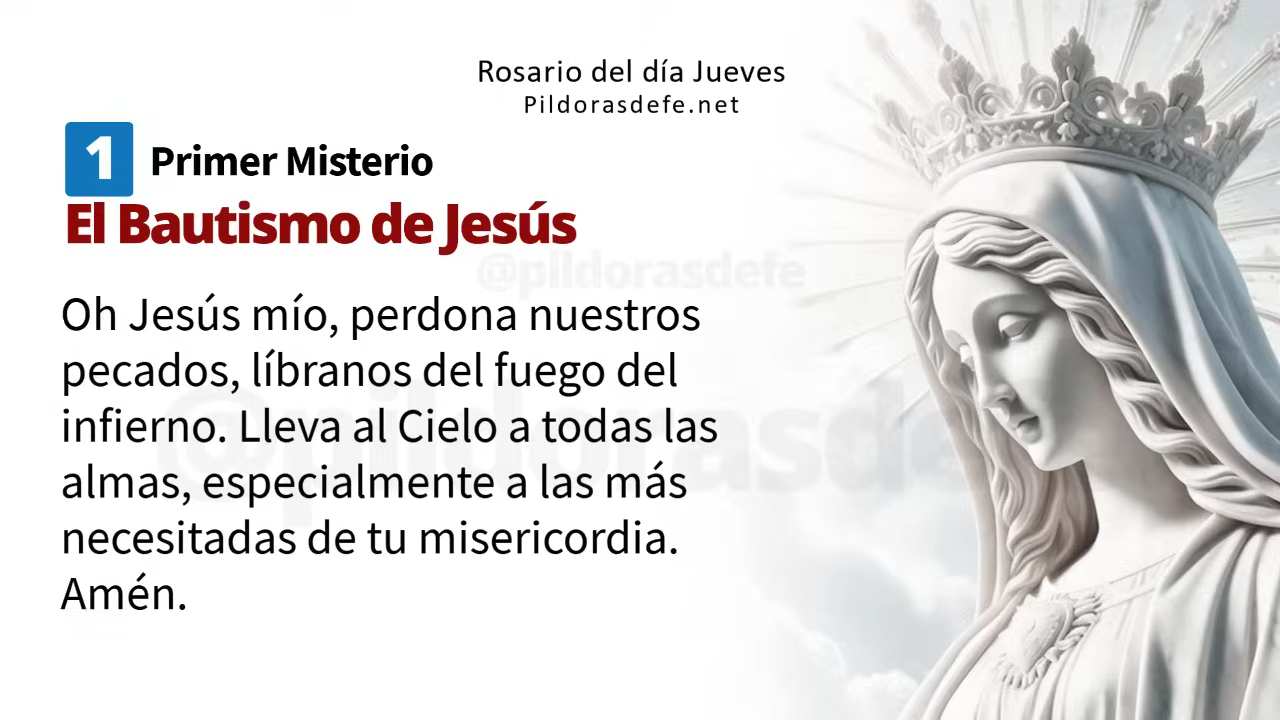 Rosario del día Jueves
Pildorasdefe.net
1 Primer Misterio
El Bautismo de Jesús
@pildorasdefe
Oh Jesús mío, perdona nuestros
pecados, líbranos del fuego del
infierno. Lleva al Cielo a todas las
almas, especialmente a las más
necesitadas de tu misericordia.
Amén.
@pildorasdefe